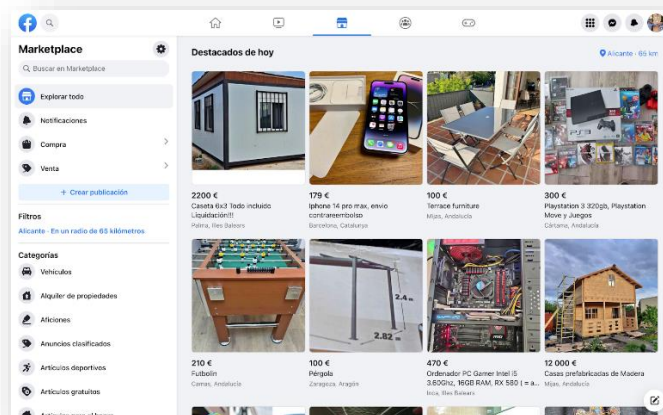 Marketplace
Buscar en Marketplace
Explorar todo
Notificaciones
Compra
Venta
+ Crear publicación
Filtros
Alicante · En un radio de 65 kilómetros
Categorías
Vehículos
Alquiler de propiedades
Aficiones
Anuncios clasificados
Artículos deportivos
Artículos gratuitos
Destacados de hoy
Alicante · 65 km
2200 €
Caseta 6x3 Todo incluido
Liquidación!!!
Palma, Illes Balears
179 €
Iphone 14 pro max, envio
contrareembolso
Barcelona, Catalunya
100 €
Terrace furniture
Mijas, Andalucía
300 €
Playstation 3 320gb, Playstation
Move y Juegos
Cártama, Andalucía
2.4
2.82
210 €
Futbolín
Camas, Andalucía
100 €
Pérgola
Zaragoza, Aragón
470 €
Ordenador PC Gamer Intel i5
3.60Ghz, 16GB RAM, RX 580 | = a...
Inca, Illes Balears
12 000 €
Casas prefabricadas de Madera
Mijas, Andalucía